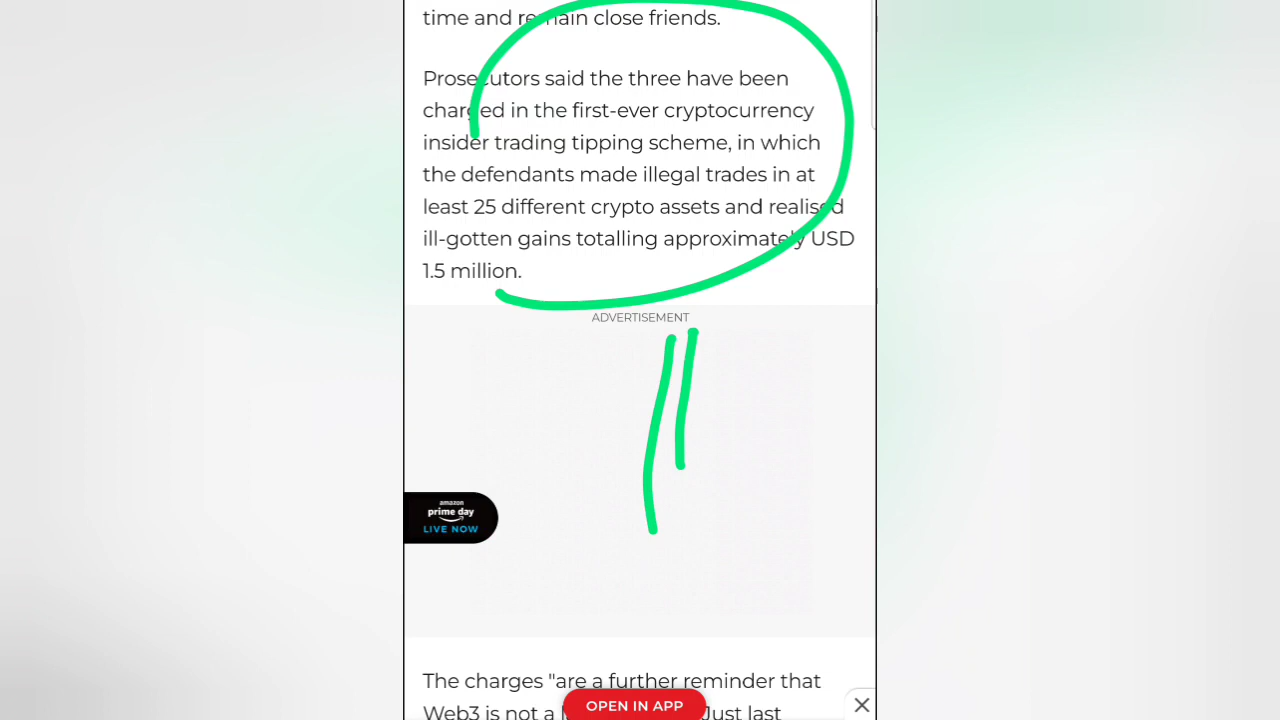 time and remain close friends.
Prosecutors said the three have been
charged in the first-ever cryptocurrency
insider trading tipping scheme, in which
the defendants made illegal trades in at
least 25 different crypto assets and realised
ill-gotten gains totalling approximately USD
1.5 million.
ADVERTISEMENT
amazon
prime day
LIVE NOW
The charges "are a further reminder that
Web3 is not a Just last
OPEN IN APP